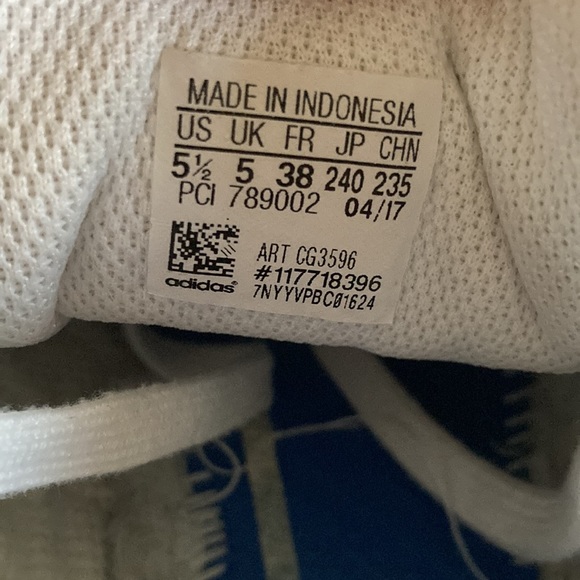 MADE IN INDONESIA
US UK FR JP CHN
5½ 5 38 240 235
PCI 789002 04/17
ART CG3596
#117718396
adidas 7NYYVPBC01624